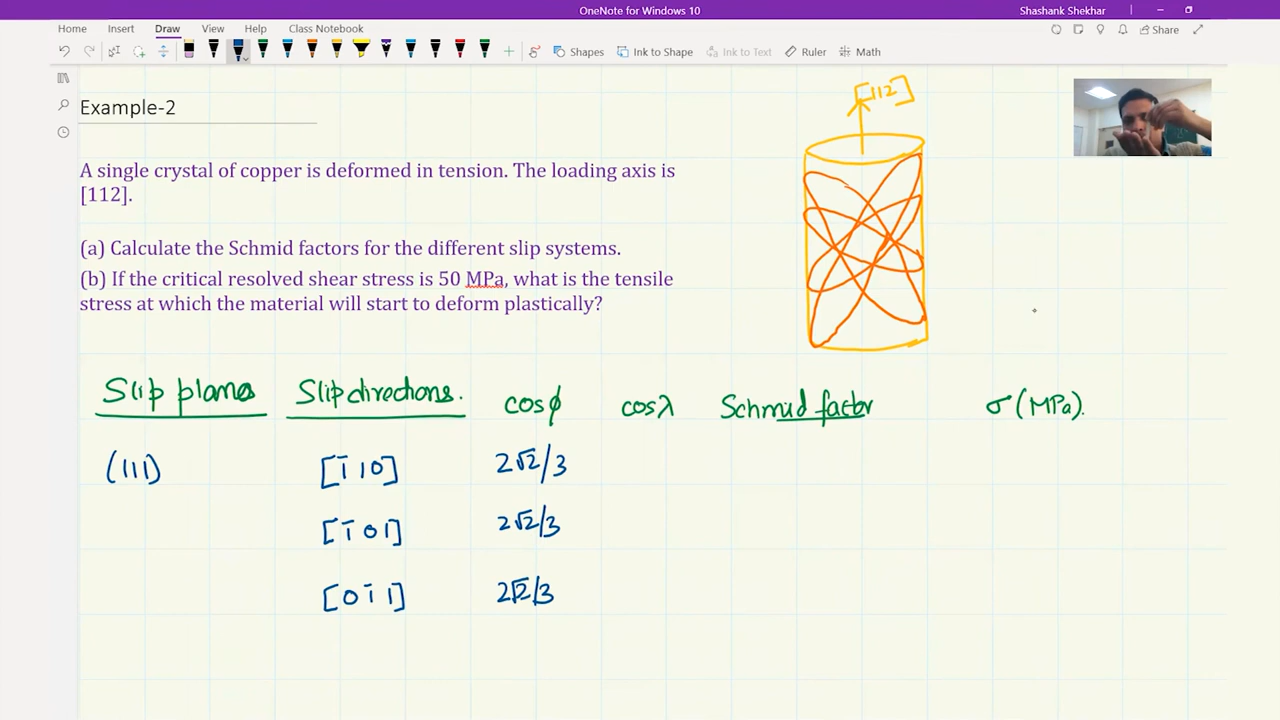 OneNote for Windows 10
Shashank Shekhar
Home Insert Draw View Help Class Notebook
Share
Shapes Ink to Shape Ink to Text Ruler Math
Example-2
A single crystal of copper is deformed in tension. The loading axis is
[112].
(a) Calculate the Schmid factors for the different slip systems.
(b) If the critical resolved shear stress is 50 MPa, what is the tensile
stress at which the material will start to deform plastically?
[112]
Slip plane Slip directions. cosϕ cosλ Schmid factor σ (MPa).
(111) [1̅10] 2√2/3
[1̅01] 2√2/3
[01̅1] 2√2/3